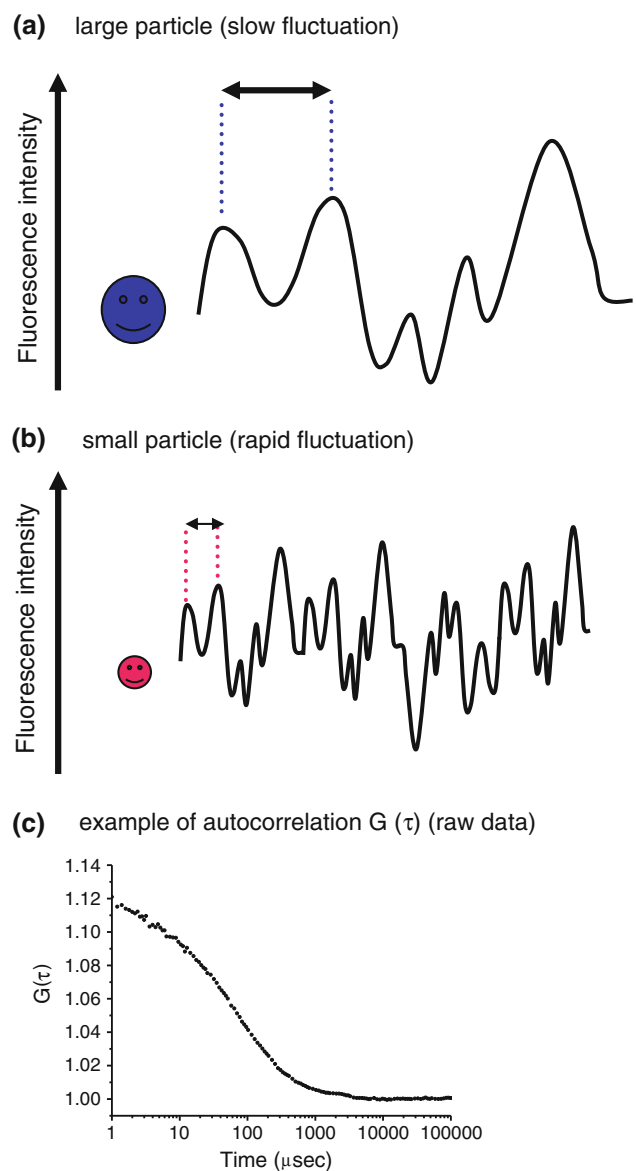 (a) large particle (slow fluctuation)
Fluorescence intensity
(b) small particle (rapid fluctuation)
Fluorescence intensity
(c) example of autocorrelation G (τ) (raw data)
1.14
1.12
1.10
1.08
1.06
1.04
1.02
1.00
G(τ)
1 10 100 1000 10000 100000
Time (μsec)